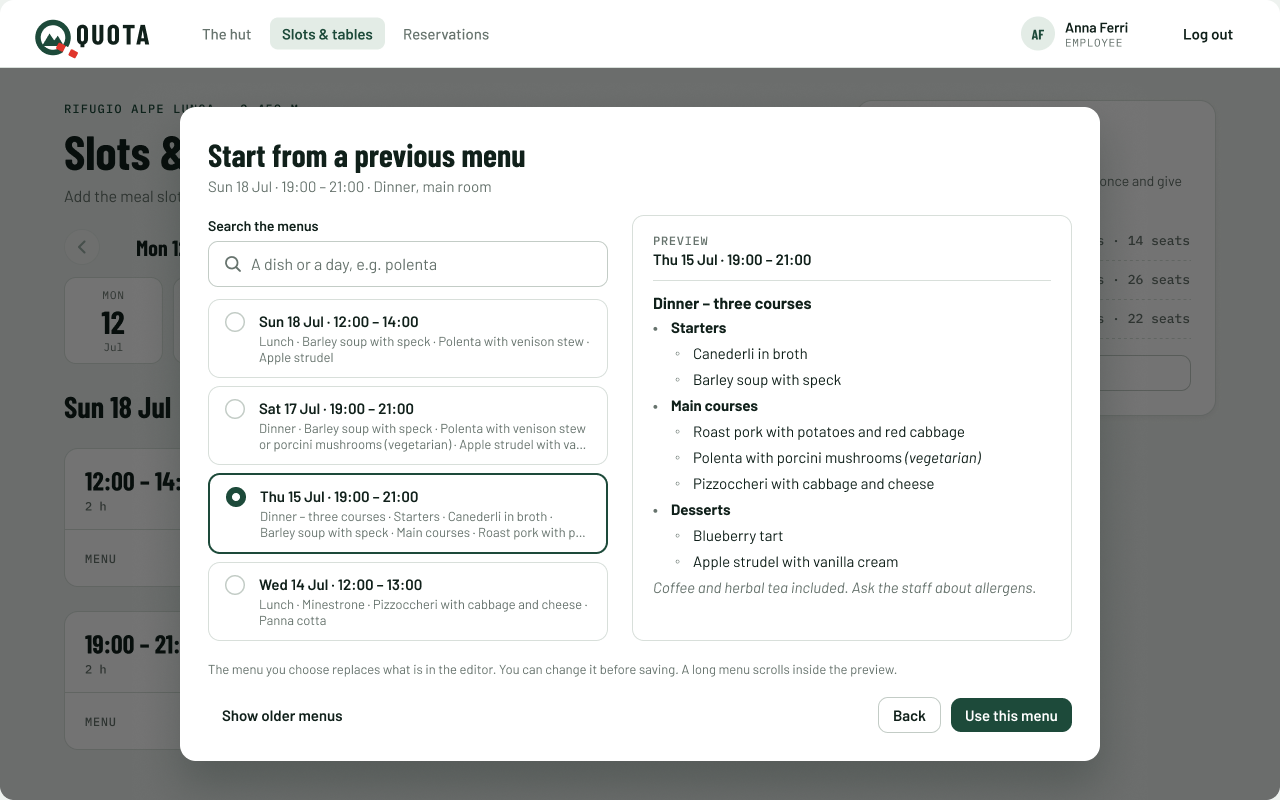 QUOTA
The hut
Slots & tables
Reservations
AF
Anna Ferri
EMPLOYEE
Log out
RIFUGIO ALPE
Slots &
Add the meal slot
Mon 12
MON
12
Jul
Sun 18 Jul
12:00 – 14:
2 h
MENU
19:00 – 21:
2 h
MENU
once and give
s · 14 seats
s · 26 seats
s · 22 seats
Start from a previous menu
Sun 18 Jul · 19:00 – 21:00 · Dinner, main room
Search the menus
A dish or a day, e.g. polenta
Sun 18 Jul · 12:00 – 14:00
Lunch · Barley soup with speck · Polenta with venison stew ·
Apple strudel
Sat 17 Jul · 19:00 – 21:00
Dinner · Barley soup with speck · Polenta with venison stew
or porcini mushrooms (vegetarian) · Apple strudel with va...
Thu 15 Jul · 19:00 – 21:00
Dinner – three courses · Starters · Canederli in broth ·
Barley soup with speck · Main courses · Roast pork with p...
Wed 14 Jul · 12:00 – 13:00
Lunch · Minestrone · Pizzoccheri with cabbage and cheese ·
Panna cotta
PREVIEW
Thu 15 Jul · 19:00 – 21:00
Dinner – three courses
• Starters
◦ Canederli in broth
◦ Barley soup with speck
• Main courses
◦ Roast pork with potatoes and red cabbage
◦ Polenta with porcini mushrooms (vegetarian)
◦ Pizzoccheri with cabbage and cheese
• Desserts
◦ Blueberry tart
◦ Apple strudel with vanilla cream
Coffee and herbal tea included. Ask the staff about allergens.
The menu you choose replaces what is in the editor. You can change it before saving. A long menu scrolls inside the preview.
Show older menus
Back
Use this menu